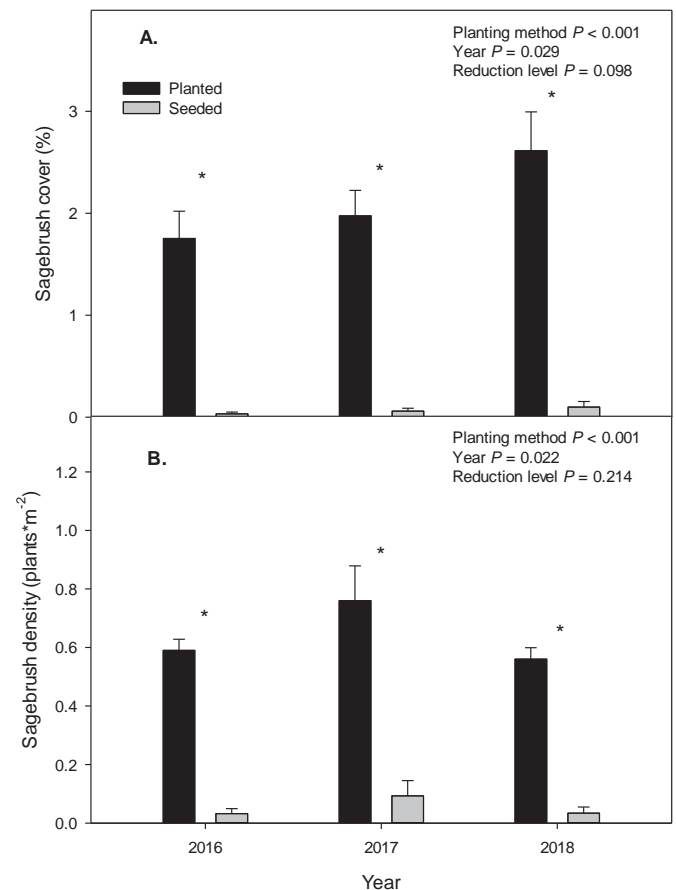 A.
Planting method P < 0.001
Year P = 0.029
Reduction level P = 0.098
Planted
Seeded
*
*
*
Sagebrush cover (%)
3
2
1
0
B.
Planting method P < 0.001
Year P = 0.022
Reduction level P = 0.214
*
*
*
Sagebrush density (plants*m-2)
1.2
1.0
0.8
0.6
0.4
0.2
0.0
2016 2017 2018
Year